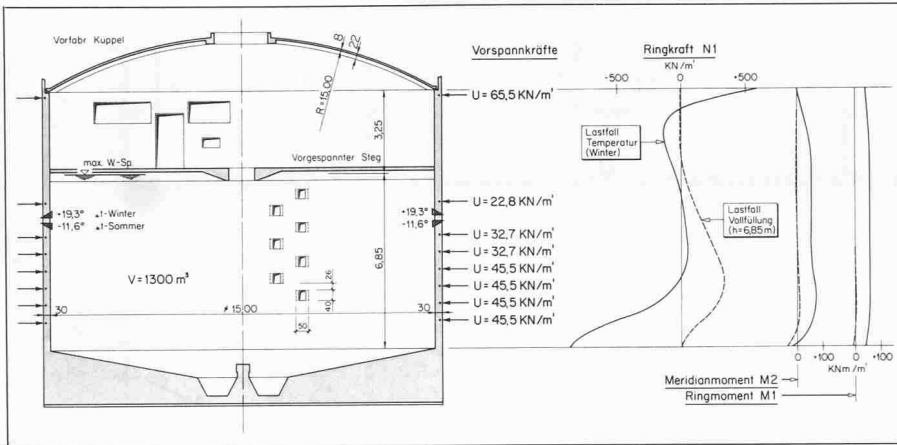 Vorfabr Kuppel
8
22
R=15,00
Vorspannkräfte
Ringkraft N1
KN/m'
-500
0
+500
U = 65,5 KN/m'
3,25
Lastfall
Temperatur
(Winter)
max. W-Sp.
Vorgespannter Steg
U = 22,8 KN/m'
+19,3°
▵t-Winter
-11,6°
▵t-Sommer
+19,3°
-11,6°
Lastfall
Vollfüllung
(h=6,85m)
U = 32,7 KN/m'
U = 32,7 KN/m'
6,85
U = 45,5 KN/m'
V = 1300 m³
26
U = 45,5 KN/m'
40
U = 45,5 KN/m'
30
15,00
50
30
U = 45,5 KN/m'
0
+100
0
+100
KNm/m'
Meridianmoment M2
Ringmoment M1